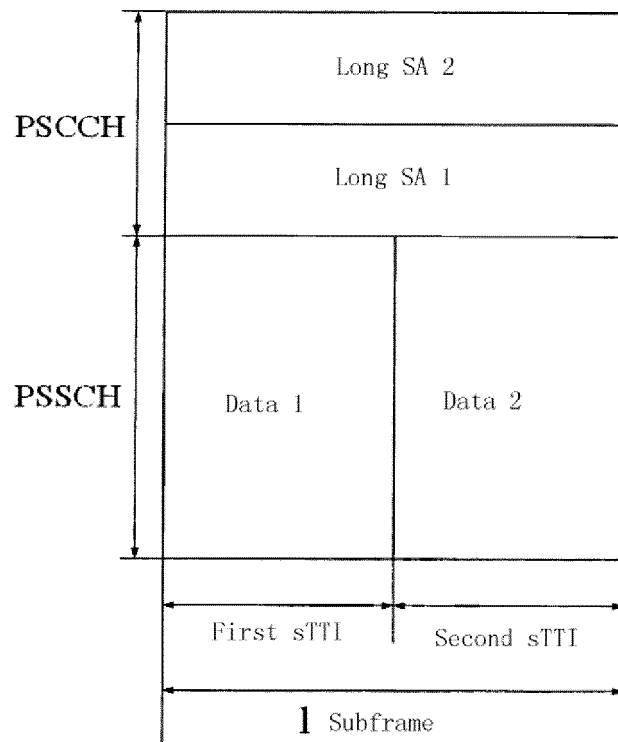 Long SA 2
PSCCH
Long SA 1
PSSCH
Data 1
Data 2
First sTTI
Second sTTI
1 Subframe